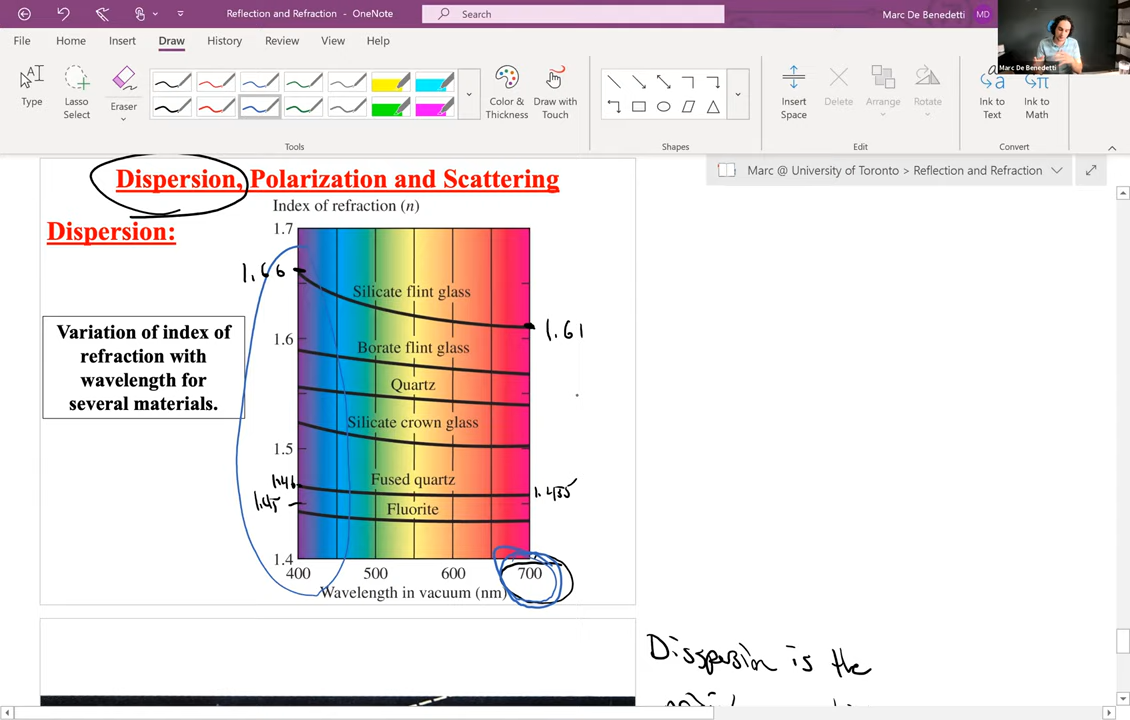 Reflection and Refraction - OneNote
Search
Marc De Benedetti
MD
Marc De Benedetti
File
Home
Insert
Draw
History
Review
View
Help
Type
Lasso
Select
Eraser
Color &
Thickness
Draw with
Touch
Insert
Space
Delete
Arrange
Rotate
Ink to
Text
Ink to
Math
Tools
Shapes
Edit
Convert
Marc @ University of Toronto > Reflection and Refraction
Dispersion, Polarization and Scattering
Dispersion:
Index of refraction (n)
1.7
1.66
Silicate flint glass
1.61
1.6
Borate flint glass
Quartz
Silicate crown glass
1.5
1.46
Fused quartz
1.455
1.45
Fluorite
1.4
400
500
600
700
Wavelength in vacuum (nm)
Variation of index of
refraction with
wavelength for
several materials.
Disspersion is the